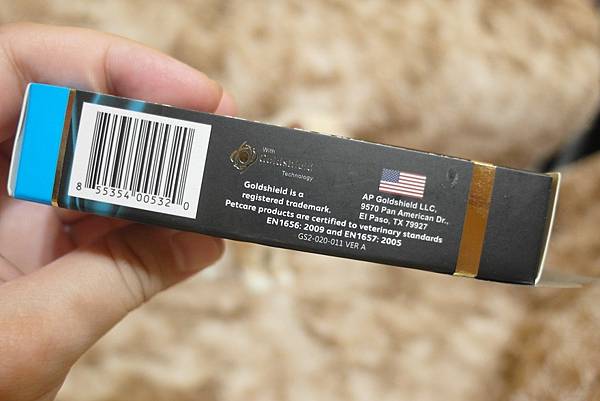 With
Goldshield
Technology
Goldshield is a
registered trademark.
AP Goldshield LLC,
9570 Pan American Dr.,
El Paso, TX 79927
Petcare products are certified to veterinary standards
EN1656: 2009 and EN1657: 2005
GS2-020-011 VER A
8 55354 00532 0